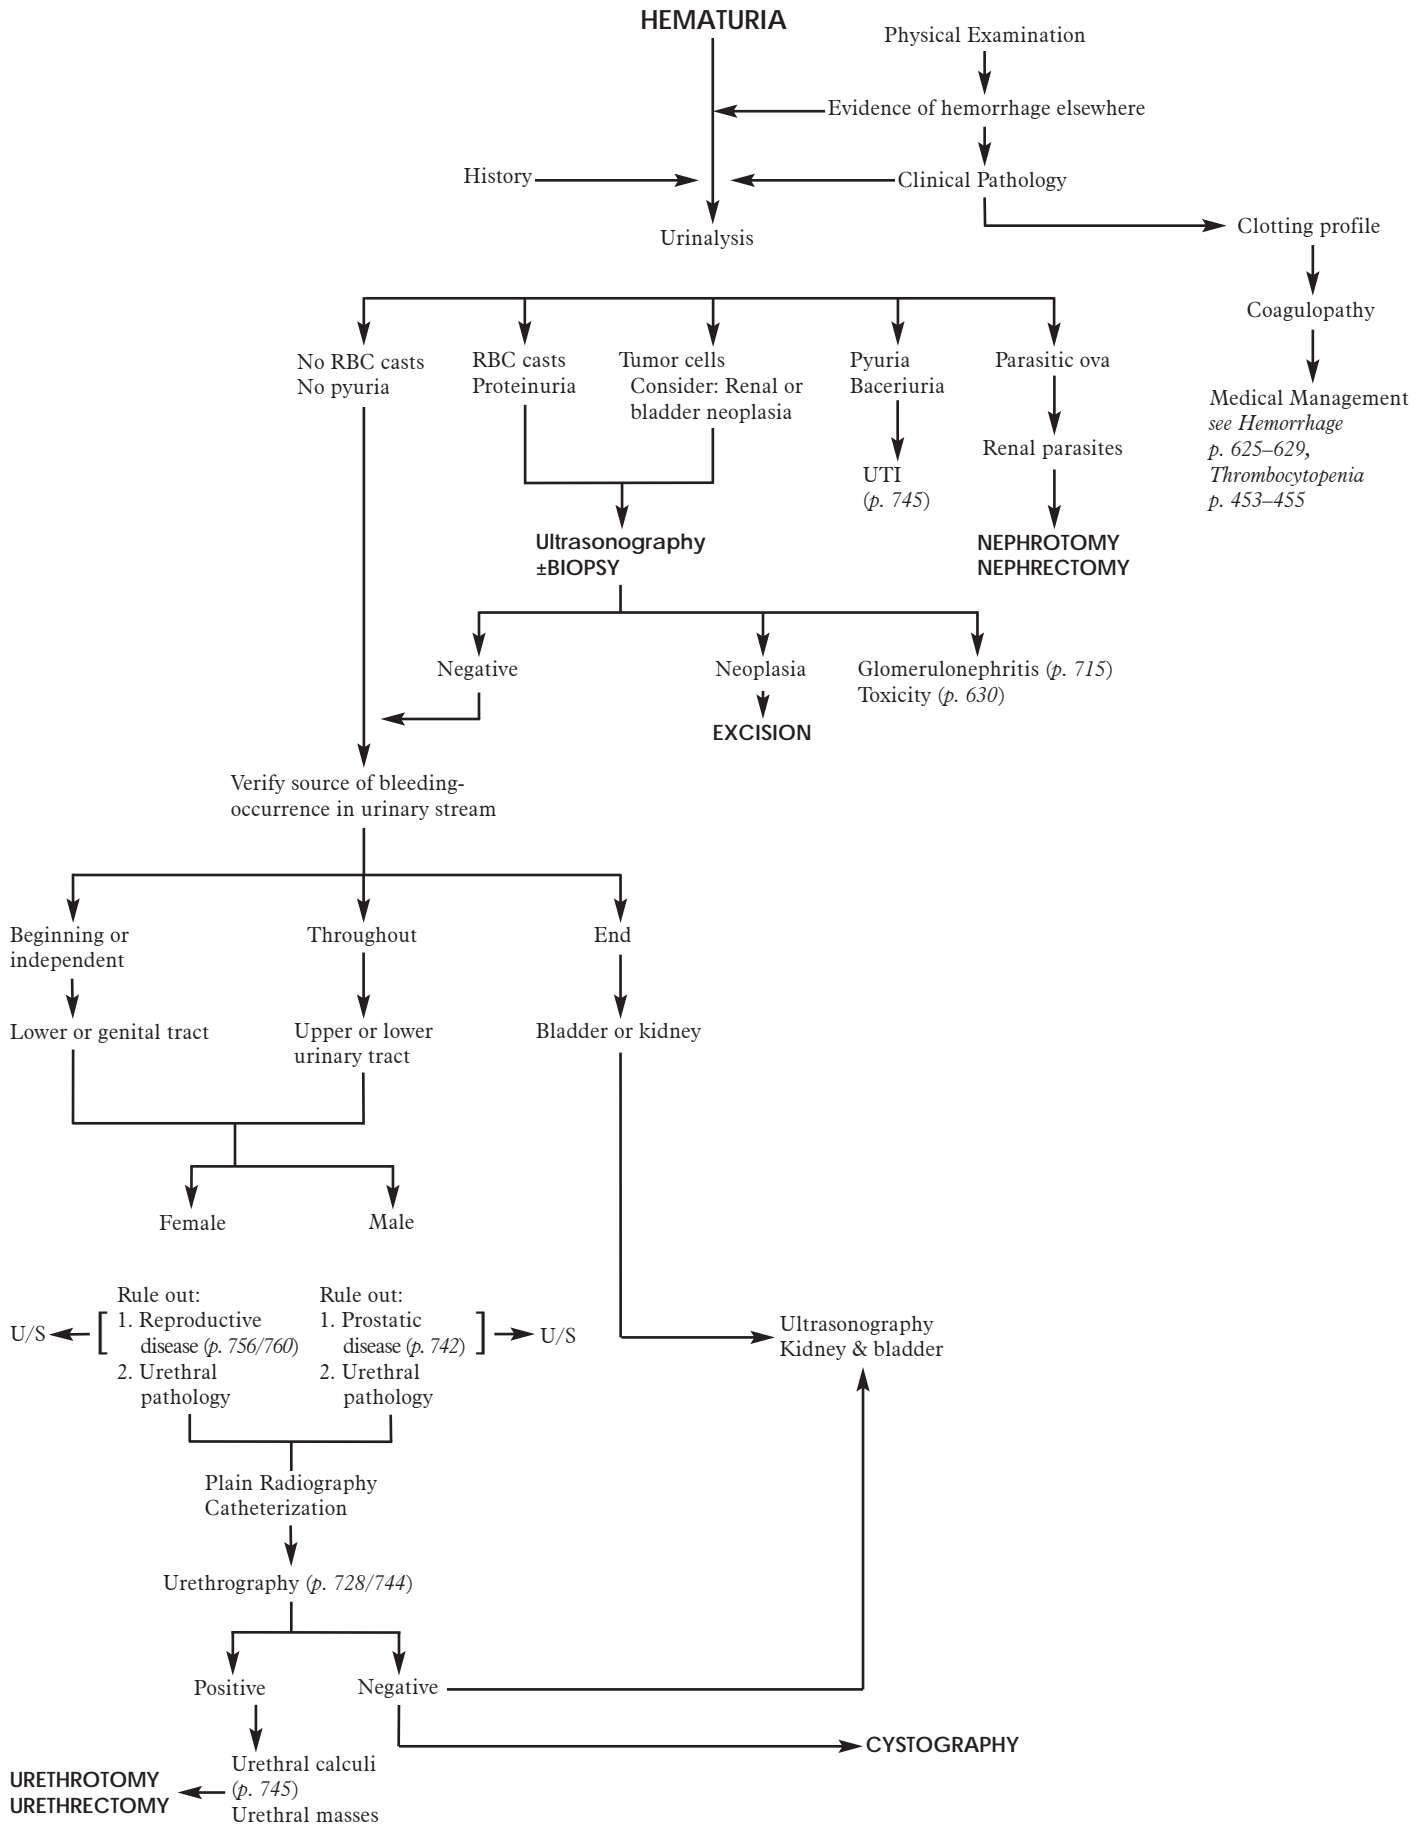 HEMATURIA
Physical Examination
Evidence of hemorrhage elsewhere
History
Clinical Pathology
Urinalysis
Clotting profile
Coagulopathy
Medical Management
see Hemorrhage
p. 625–629,
Thrombocytopenia
p. 453–455
No RBC casts
No pyuria
RBC casts
Proteinuria
Tumor cells
Consider: Renal or
bladder neoplasia
Pyuria
Baceriuria
Parasitic ova
UTI
(p. 745)
Renal parasites
Ultrasonography
±BIOPSY
NEPHROTOMY
NEPHRECTOMY
Negative
Neoplasia
Glomerulonephritis (p. 715)
Toxicity (p. 630)
EXCISION
Verify source of bleeding-
occurrence in urinary stream
Beginning or
independent
Throughout
End
Lower or genital tract
Upper or lower
urinary tract
Bladder or kidney
Female
Male
U/S
Rule out:
1. Reproductive
disease (p. 756/760)
2. Urethral
pathology
Rule out:
1. Prostatic
disease (p. 742)
2. Urethral
pathology
U/S
Ultrasonography
Kidney & bladder
Plain Radiography
Catheterization
Urethrography (p. 728/744)
Positive
Negative
CYSTOGRAPHY
Urethral calculi
(p. 745)
Urethral masses
URETHROTOMY
URETHRECTOMY